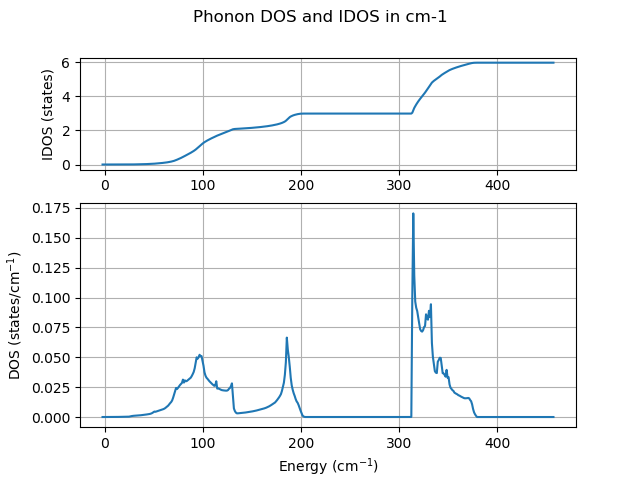 Phonon DOS and IDOS in cm-1
IDOS (states)
6
4
2
0
0 100 200 300 400
DOS (states/cm⁻¹)
0.175
0.150
0.125
0.100
0.075
0.050
0.025
0.000
0 100 200 300 400
Energy (cm⁻¹)